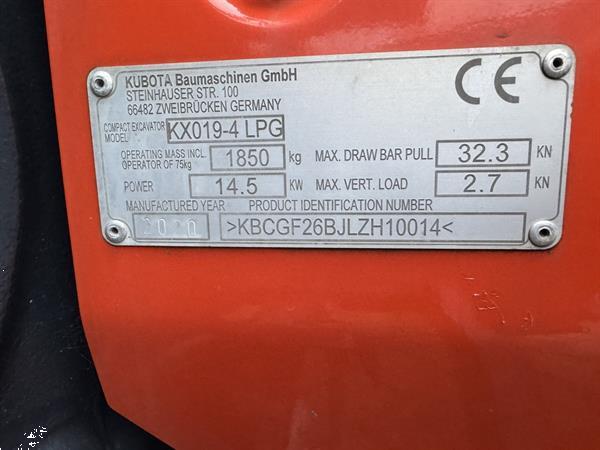 KUBOTA Baumaschinen GmbH
STEINHAUSER STR. 100
66482 ZWEIBRÜCKEN GERMANY
CE
COMPACT EXCAVATOR MODEL KX019-4 LPG
OPERATING MASS INCL. OPERATOR OF 75kg 1850 kg MAX. DRAW BAR PULL 32.3 KN
POWER 14.5 KW MAX. VERT. LOAD 2.7 KN
MANUFACTURED YEAR PRODUCT IDENTIFICATION NUMBER
2020 >KBCGF26BJLZH10014<